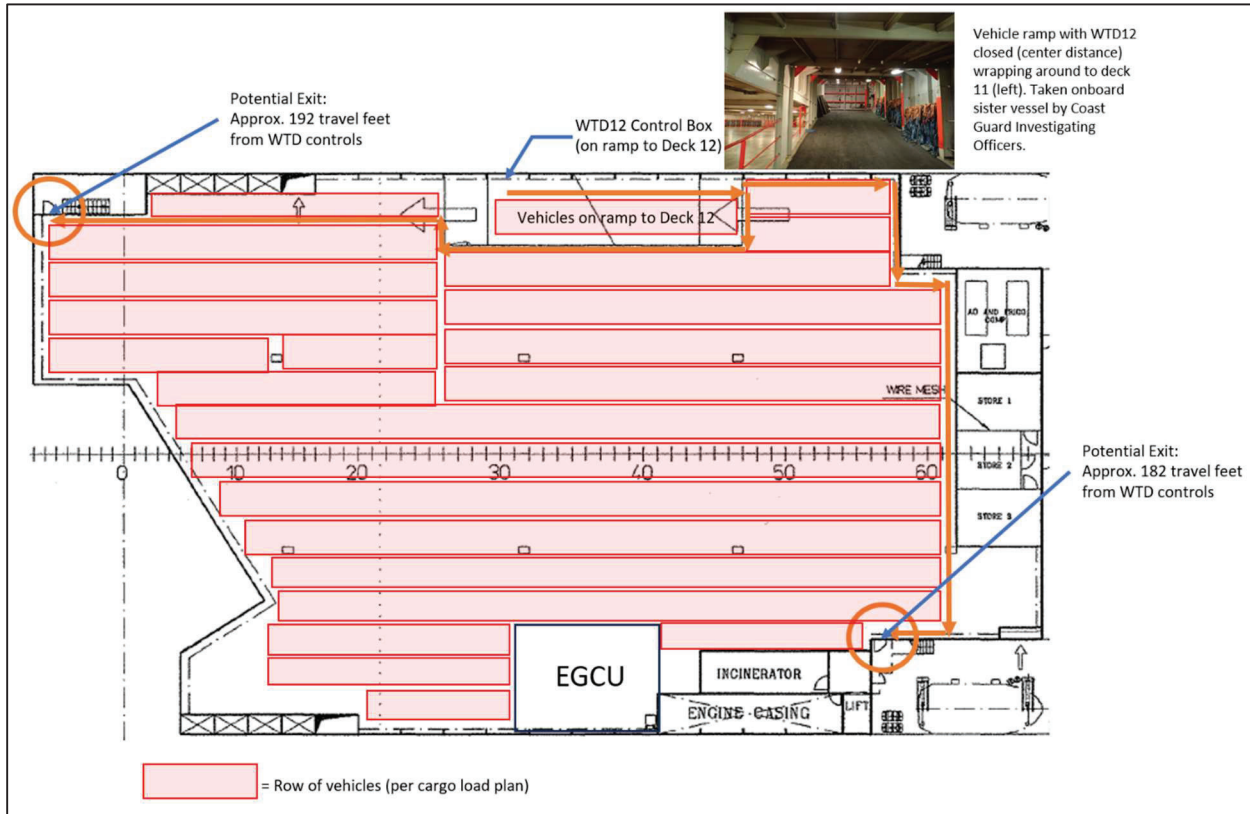 Vehicle ramp with WTD12
closed (center distance)
wrapping around to deck
11 (left). Taken onboard
sister vessel by Coast
Guard Investigating
Officers.
Potential Exit:
Approx. 192 travel feet
from WTD controls
WTD12 Control Box
(on ramp to Deck 12)
Vehicles on ramp to Deck 12
WIRE MESH
STORE 1
STORE 2
STORE 3
0
10
20
30
40
50
60
Potential Exit:
Approx. 182 travel feet
from WTD controls
EGCU
INCINERATOR
ENGINE CASING
LIFT
= Row of vehicles (per cargo load plan)